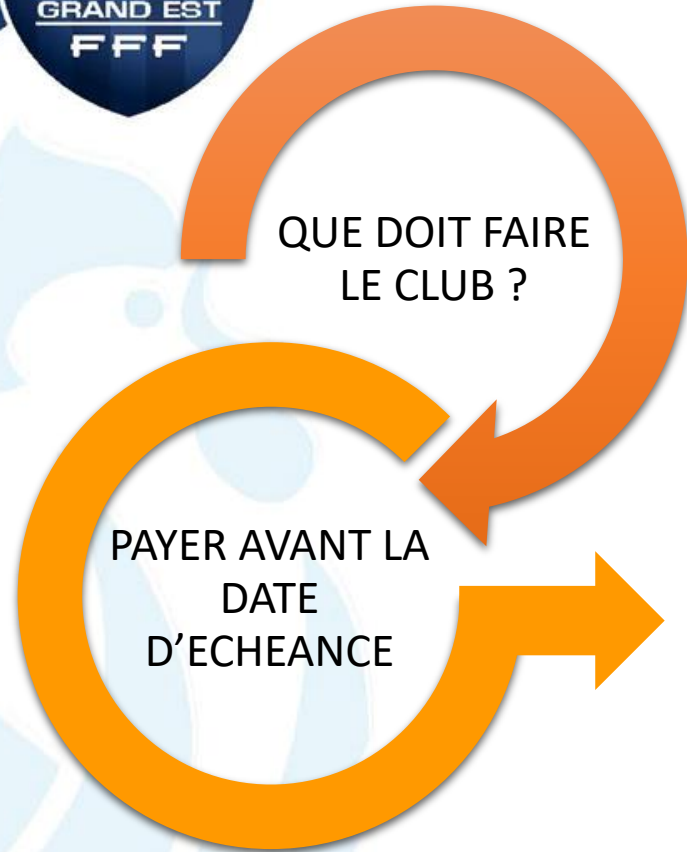 GRAND EST
FFF
QUE DOIT FAIRE
LE CLUB ?
PAYER AVANT LA
DATE
D’ECHEANCE